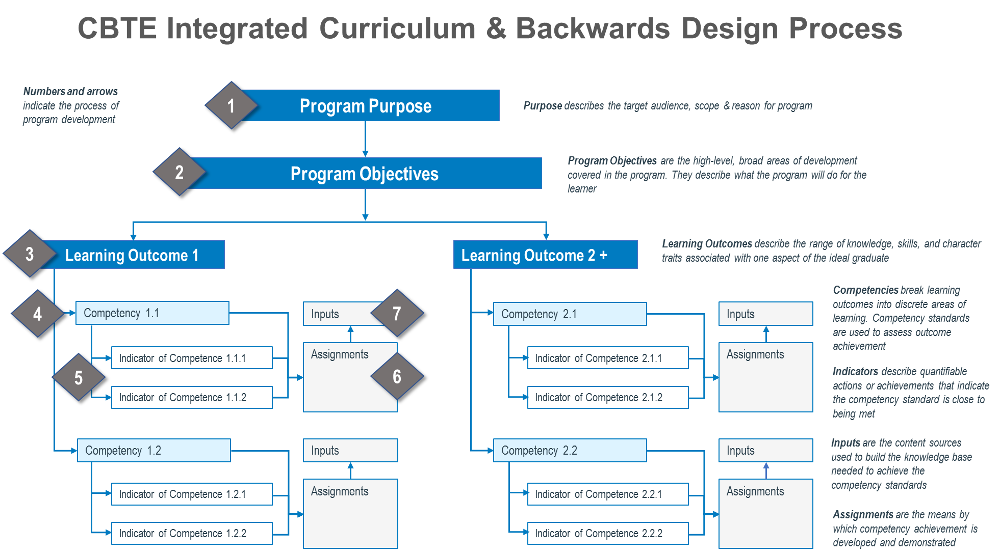 CBTE Integrated Curriculum & Backwards Design Process
Numbers and arrows
indicate the process of
program development
1
Program Purpose
Purpose describes the target audience, scope & reason for program
2
Program Objectives
Program Objectives are the high-level, broad areas of development
covered in the program. They describe what the program will do for the
learner
3
Learning Outcome 1
Learning Outcome 2 +
Learning Outcomes describe the range of knowledge, skills, and character
traits associated with one aspect of the ideal graduate
4
Competency 1.1
Inputs
7
Indicator of Competence 1.1.1
Assignments
5
6
Indicator of Competence 1.1.2
Competency 1.2
Inputs
Indicator of Competence 1.2.1
Assignments
Indicator of Competence 1.2.2
Competency 2.1
Inputs
Indicator of Competence 2.1.1
Assignments
Indicator of Competence 2.1.2
Competency 2.2
Inputs
Indicator of Competence 2.2.1
Assignments
Indicator of Competence 2.2.2
Competencies break learning
outcomes into discrete areas of
learning. Competency standards
are used to assess outcome
achievement
Indicators describe quantifiable
actions or achievements that indicate
the competency standard is close to
being met
Inputs are the content sources
used to build the knowledge base
needed to achieve the
competency standards
Assignments are the means by
which competency achievement is
developed and demonstrated